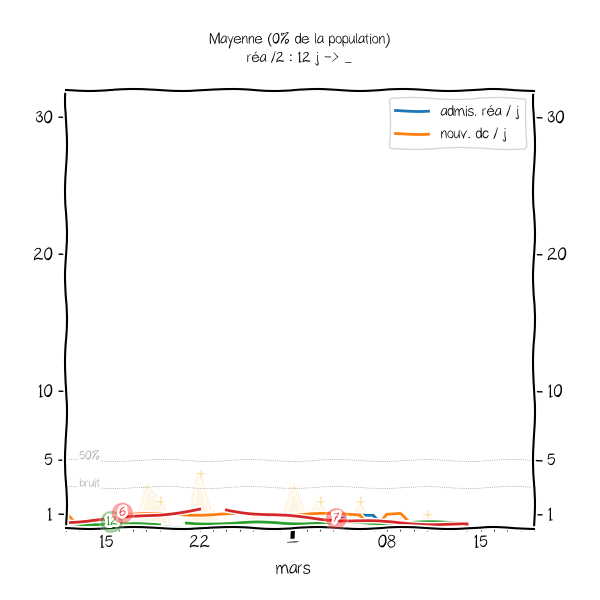 Mayenne (0% de la population)
réa /2 : 12 j -> _
admis. réa / j
nouv. dc / j
30 30
20 20
10 10
50%
5 5
bruit
1 1
6
12
7
15 22 1 08 15
mars